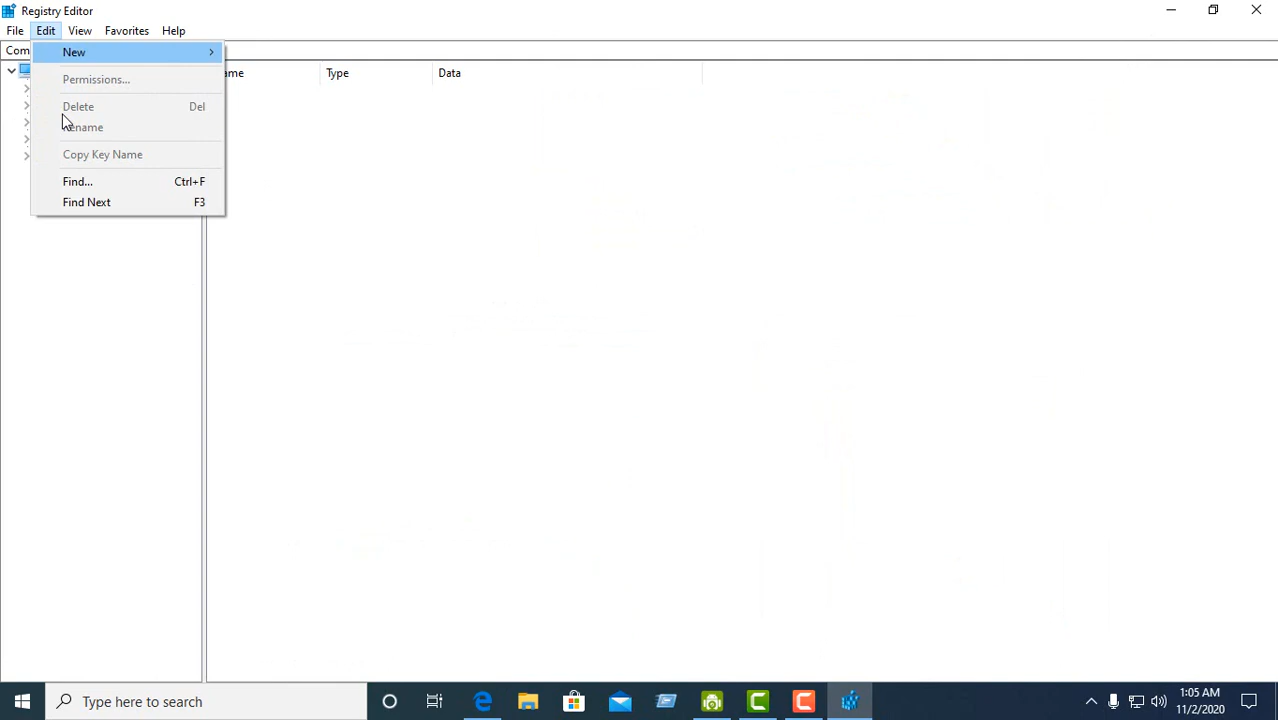 Registry Editor
File Edit View Favorites Help
Com
New
Permissions...
Delete Del
Rename
Copy Key Name
Find... Ctrl+F
Find Next F3
ame Type Data
Type here to search
1:05 AM
11/2/2020